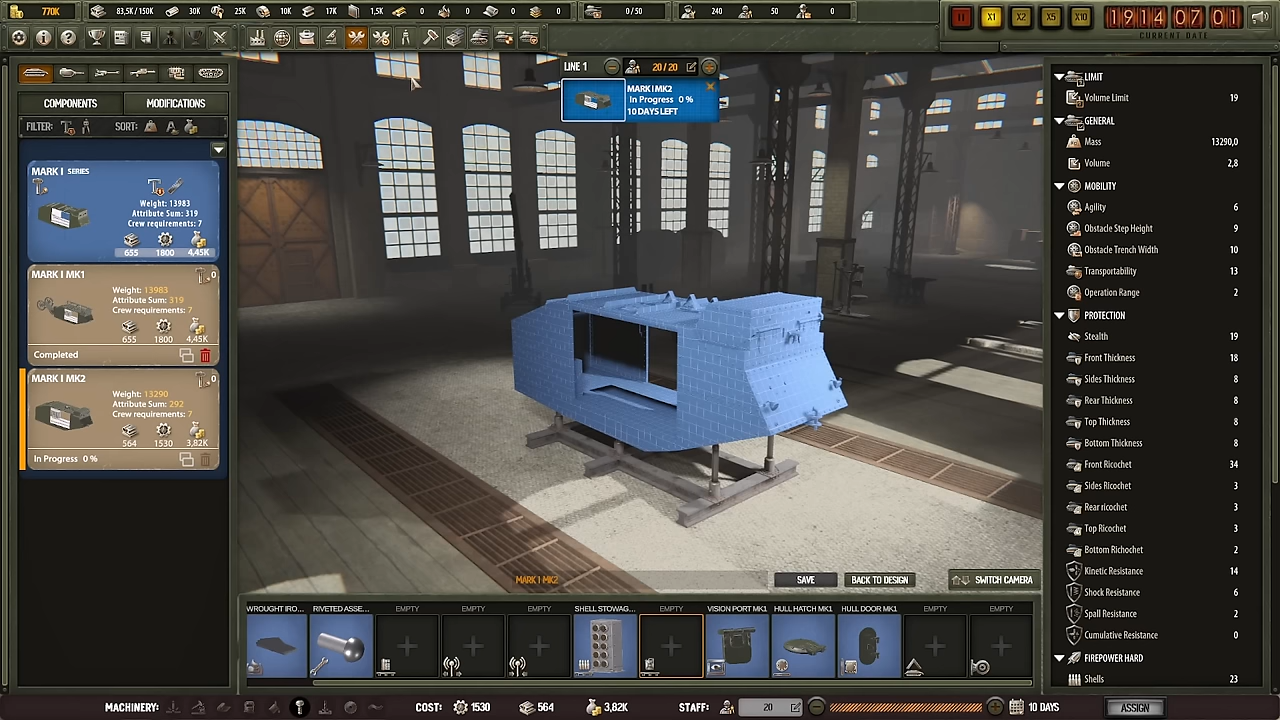 770K 83,5K / 150K 30K 25K 10K 17K 1,5K 0 0 0 0 0 / 50 240 50 0
X1 X2 X5 X10
1914 07 01
CURRENT DATE
LINE 1 20 / 20
MARK I MK2
In Progress 0 %
10 DAYS LEFT
COMPONENTS MODIFICATIONS
FILTER: SORT:
MARK I SERIES
Weight: 13983
Attribute Sum: 319
Crew requirements: 7
655 1800 4,45K
MARK I MK1 0
Weight: 13983
Attribute Sum: 319
Crew requirements: 7
655 1800 4,45K
Completed
MARK I MK2 0
Weight: 13290
Attribute Sum: 292
Crew requirements: 7
564 1530 3,82K
In Progress 0 %
MARK I MK2
SAVE BACK TO DESIGN SWITCH CAMERA
WROUGHT IRO... RIVETED ASSE... EMPTY EMPTY EMPTY SHELL STOWAG... EMPTY VISION PORT MK1 HULL HATCH MK1 HULL DOOR MK1 EMPTY EMPTY
LIMIT
Volume Limit 19
GENERAL
Mass 13290,0
Volume 2,8
MOBILITY
Agility 6
Obstacle Step Height 9
Obstacle Trench Width 10
Transportability 13
Operation Range 2
PROTECTION
Stealth 19
Front Thickness 18
Sides Thickness 8
Rear Thickness 8
Top Thickness 8
Bottom Thickness 8
Front Ricochet 34
Sides Ricochet 3
Rear ricochet 3
Top Ricochet 3
Bottom Richochet 2
Kinetic Resistance 14
Shock Resistance 6
Spall Resistance 2
Cumulative Resistance 0
FIREPOWER HARD
Shells 23
MACHINERY: COST: 1530 564 3,82K STAFF: 20 10 DAYS ASSIGN